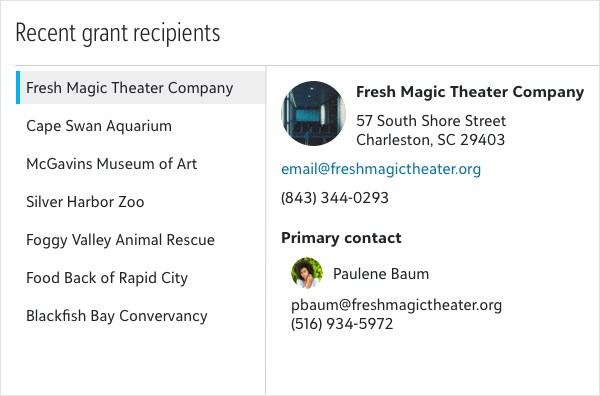 Recent grant recipients
Fresh Magic Theater Company
Cape Swan Aquarium
McGavins Museum of Art
Silver Harbor Zoo
Foggy Valley Animal Rescue
Food Back of Rapid City
Blackfish Bay Convervancy
Fresh Magic Theater Company
57 South Shore Street
Charleston, SC 29403
email@freshmagictheater.org
(843) 344-0293
Primary contact
Paulene Baum
pbaum@freshmagictheater.org
(516) 934-5972